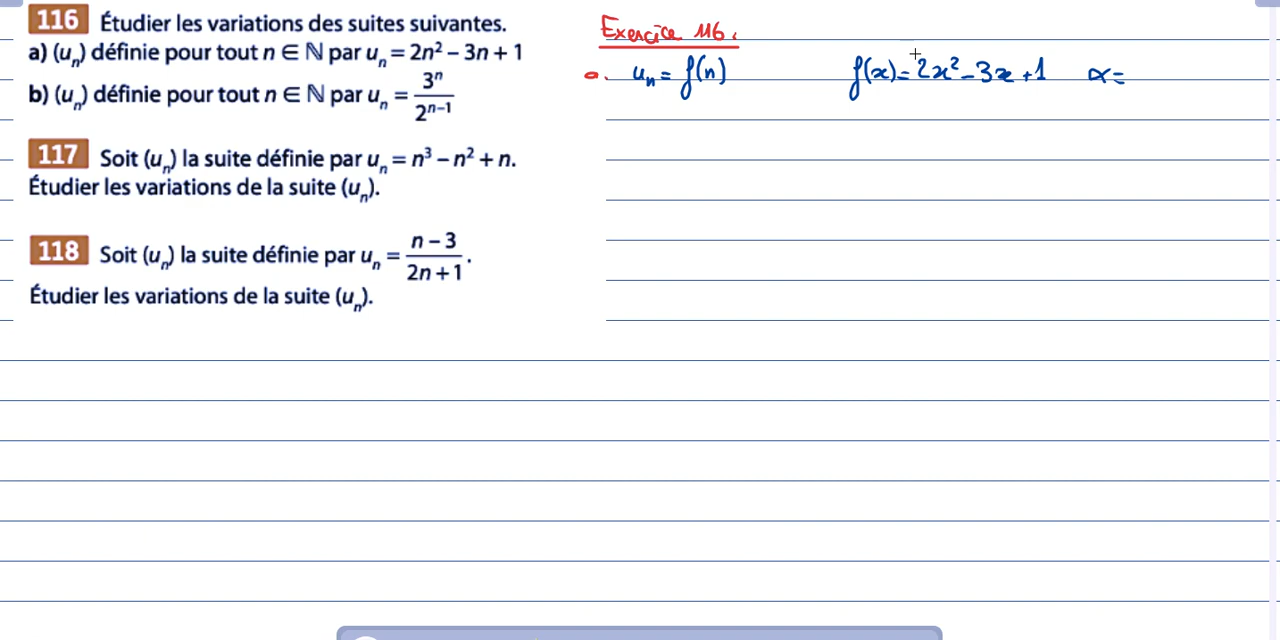 116 Étudier les variations des suites suivantes.
a) (uₙ) définie pour tout n ∈ ℕ par uₙ = 2n² – 3n + 1
b) (uₙ) définie pour tout n ∈ ℕ par uₙ = 3ⁿ / 2ⁿ⁻¹
117 Soit (uₙ) la suite définie par uₙ = n³ – n² + n.
Étudier les variations de la suite (uₙ).
118 Soit (uₙ) la suite définie par uₙ = (n – 3) / (2n + 1).
Étudier les variations de la suite (uₙ).
Exercice 116.
a. uₙ = f(n) f(x) = 2x² – 3x + 1 α =